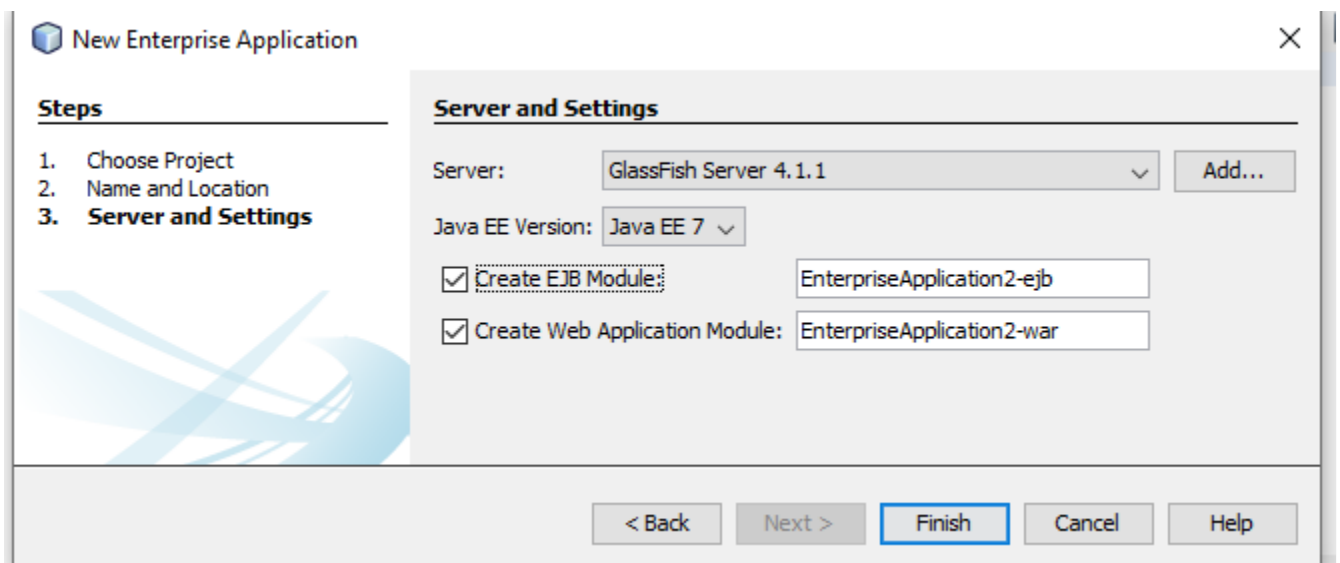 New Enterprise Application
Steps
1. Choose Project
2. Name and Location
3. Server and Settings
Server and Settings
Server: GlassFish Server 4.1.1 Add...
Java EE Version: Java EE 7
Create EJB Module: EnterpriseApplication2-ejb
Create Web Application Module: EnterpriseApplication2-war
< Back Next > Finish Cancel Help